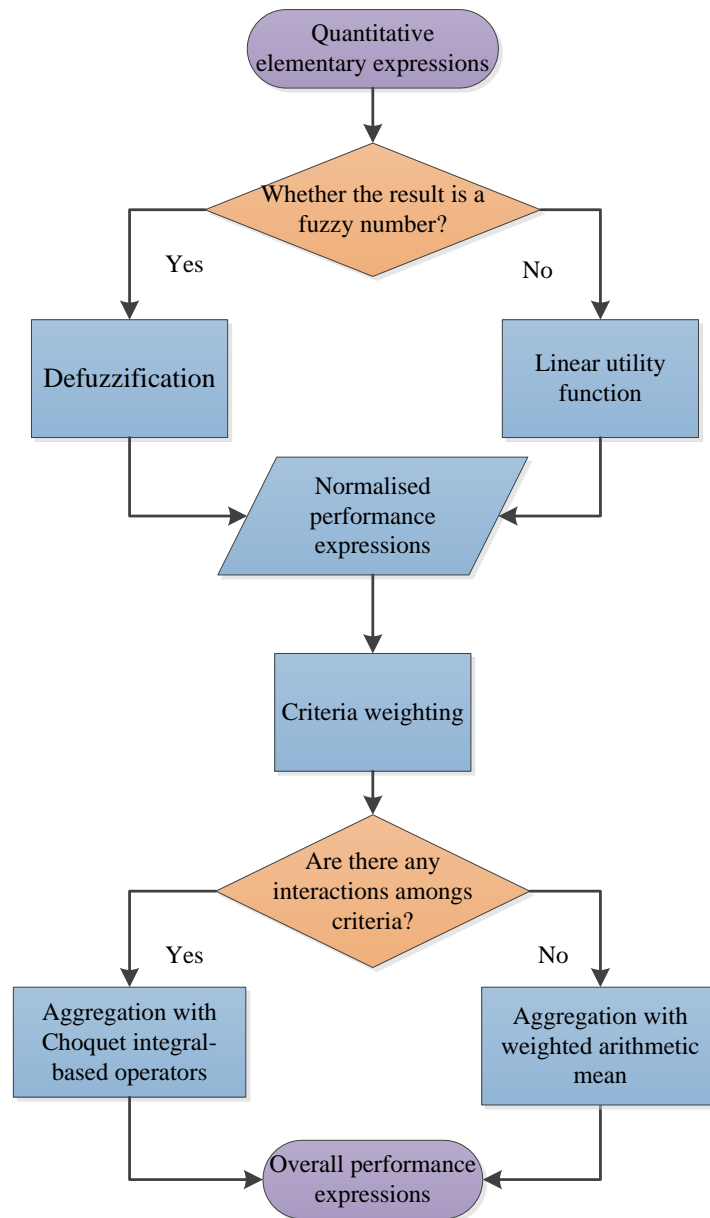 Quantitative
elementary expressions
Whether the result is a
fuzzy number?
Yes
No
Defuzzification
Linear utility
function
Normalised
performance
expressions
Criteria weighting
Are there any
interactions amongs
criteria?
Yes
No
Aggregation with
Choquet integral-
based operators
Aggregation with
weighted arithmetic
mean
Overall performance
expressions